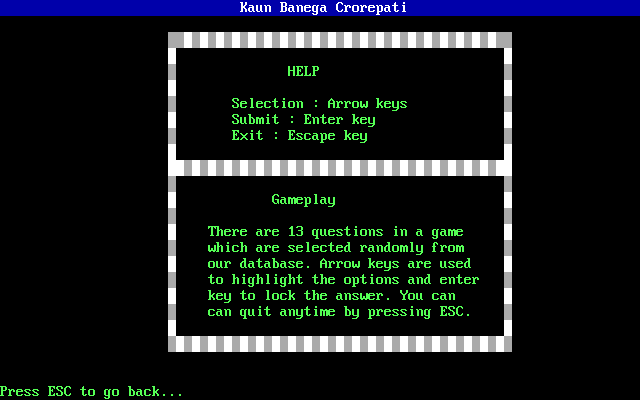 Kaun Banega Crorepati
HELP
Selection : Arrow keys
Submit : Enter key
Exit : Escape key
Gameplay
There are 13 questions in a game
which are selected randomly from
our database. Arrow keys are used
to highlight the options and enter
key to lock the answer. You can
can quit anytime by pressing ESC.
Press ESC to go back...